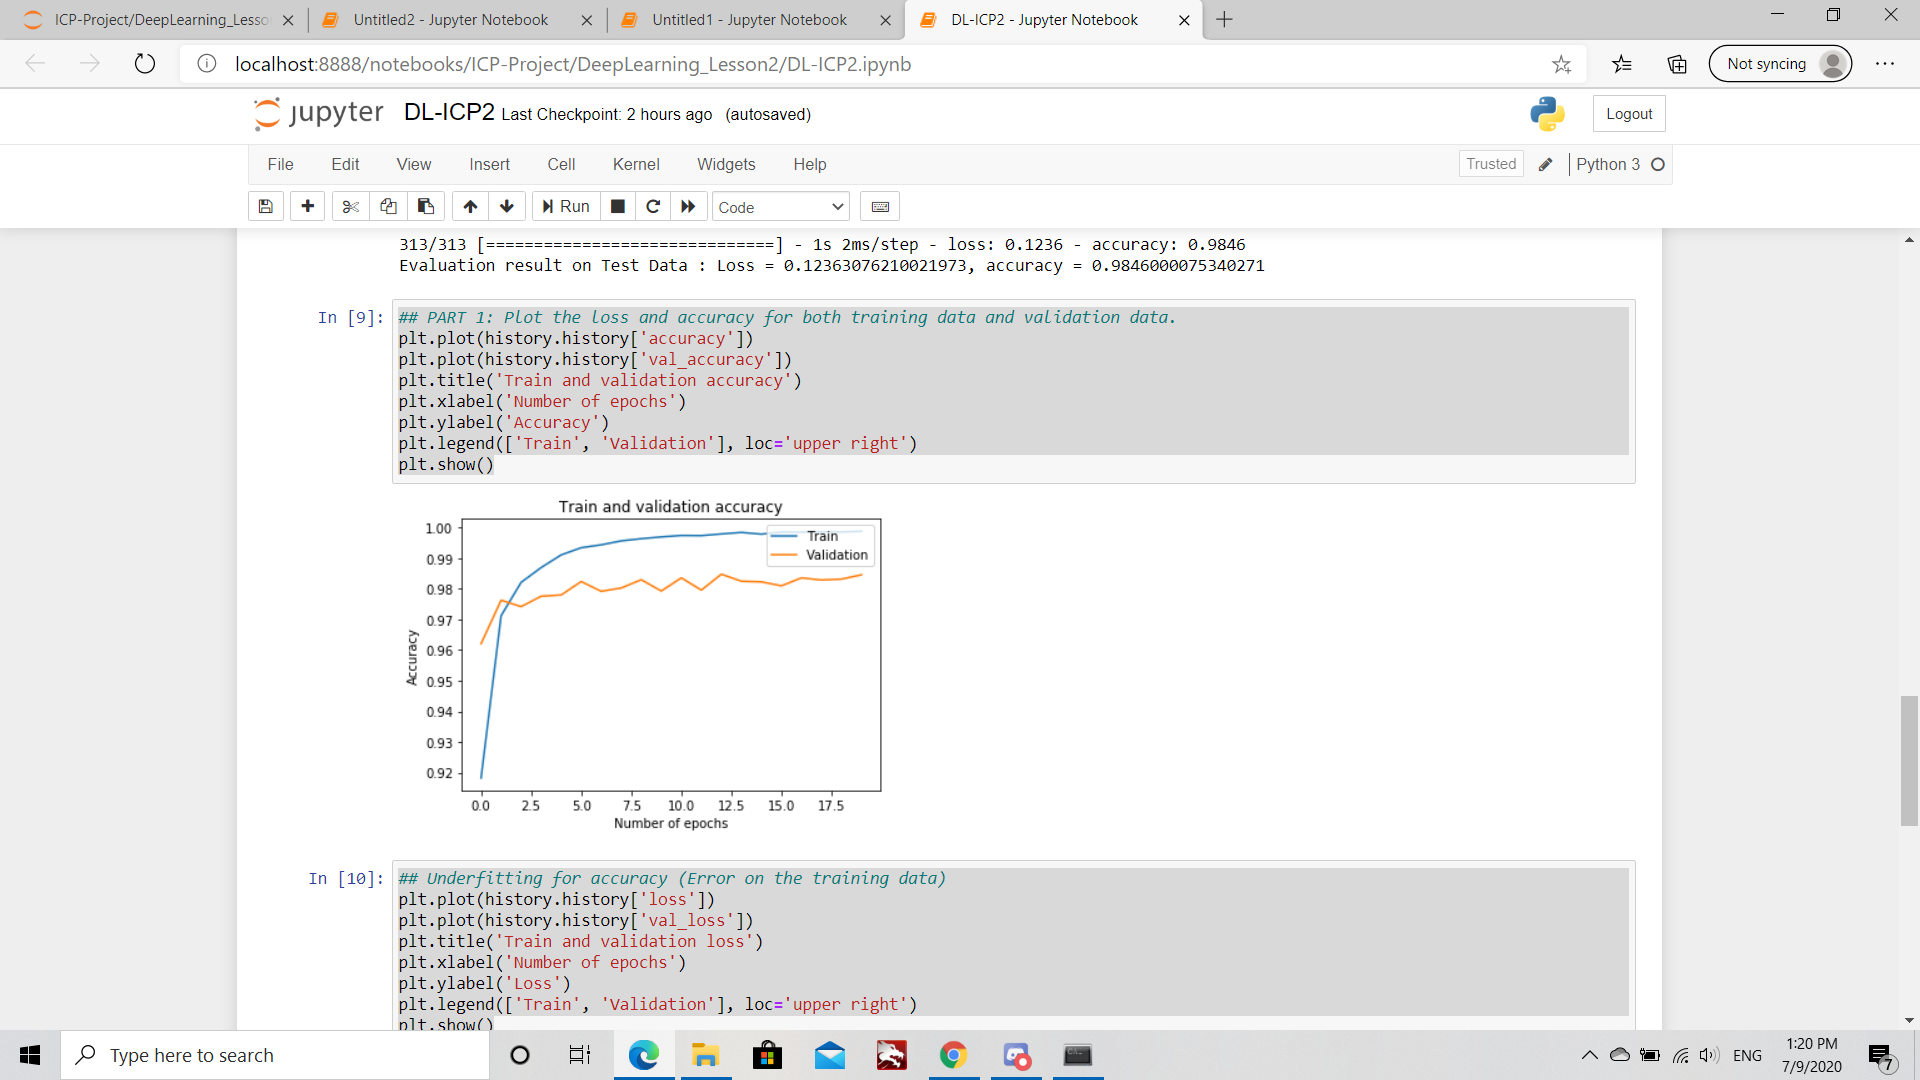 ICP-Project/DeepLearning_Lesso
Untitled2 - Jupyter Notebook
Untitled1 - Jupyter Notebook
DL-ICP2 - Jupyter Notebook
localhost:8888/notebooks/ICP-Project/DeepLearning_Lesson2/DL-ICP2.ipynb
Not syncing
jupyter DL-ICP2 Last Checkpoint: 2 hours ago (autosaved)
Logout
File Edit View Insert Cell Kernel Widgets Help
Trusted
Python 3
Run
Code
313/313 [==============================] - 1s 2ms/step - loss: 0.1236 - accuracy: 0.9846
Evaluation result on Test Data : Loss = 0.12363076210021973, accuracy = 0.9846000075340271
In [9]:
## PART 1: Plot the loss and accuracy for both training data and validation data.
plt.plot(history.history['accuracy'])
plt.plot(history.history['val_accuracy'])
plt.title('Train and validation accuracy')
plt.xlabel('Number of epochs')
plt.ylabel('Accuracy')
plt.legend(['Train', 'Validation'], loc='upper right')
plt.show()
Train and validation accuracy
1.00
0.99
0.98
0.97
0.96
0.95
0.94
0.93
0.92
Accuracy
Train
Validation
0.0 2.5 5.0 7.5 10.0 12.5 15.0 17.5
Number of epochs
In [10]:
## Underfitting for accuracy (Error on the training data)
plt.plot(history.history['loss'])
plt.plot(history.history['val_loss'])
plt.title('Train and validation loss')
plt.xlabel('Number of epochs')
plt.ylabel('Loss')
plt.legend(['Train', 'Validation'], loc='upper right')
plt.show()
Type here to search
ENG
1:20 PM
7/9/2020
7